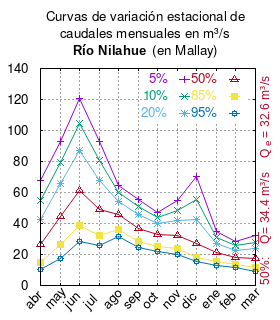 Curvas de variación estacional de
caudales mensuales en m³/s
Río Nilahue (en Mallay)
140
120
100
80
60
40
20
0
5% 50%
10% 85%
20% 95%
abr may jun jul ago sep oct nov dic ene feb mar
50%: Q= 34.4 m³/s Q e = 32.6 m³/s